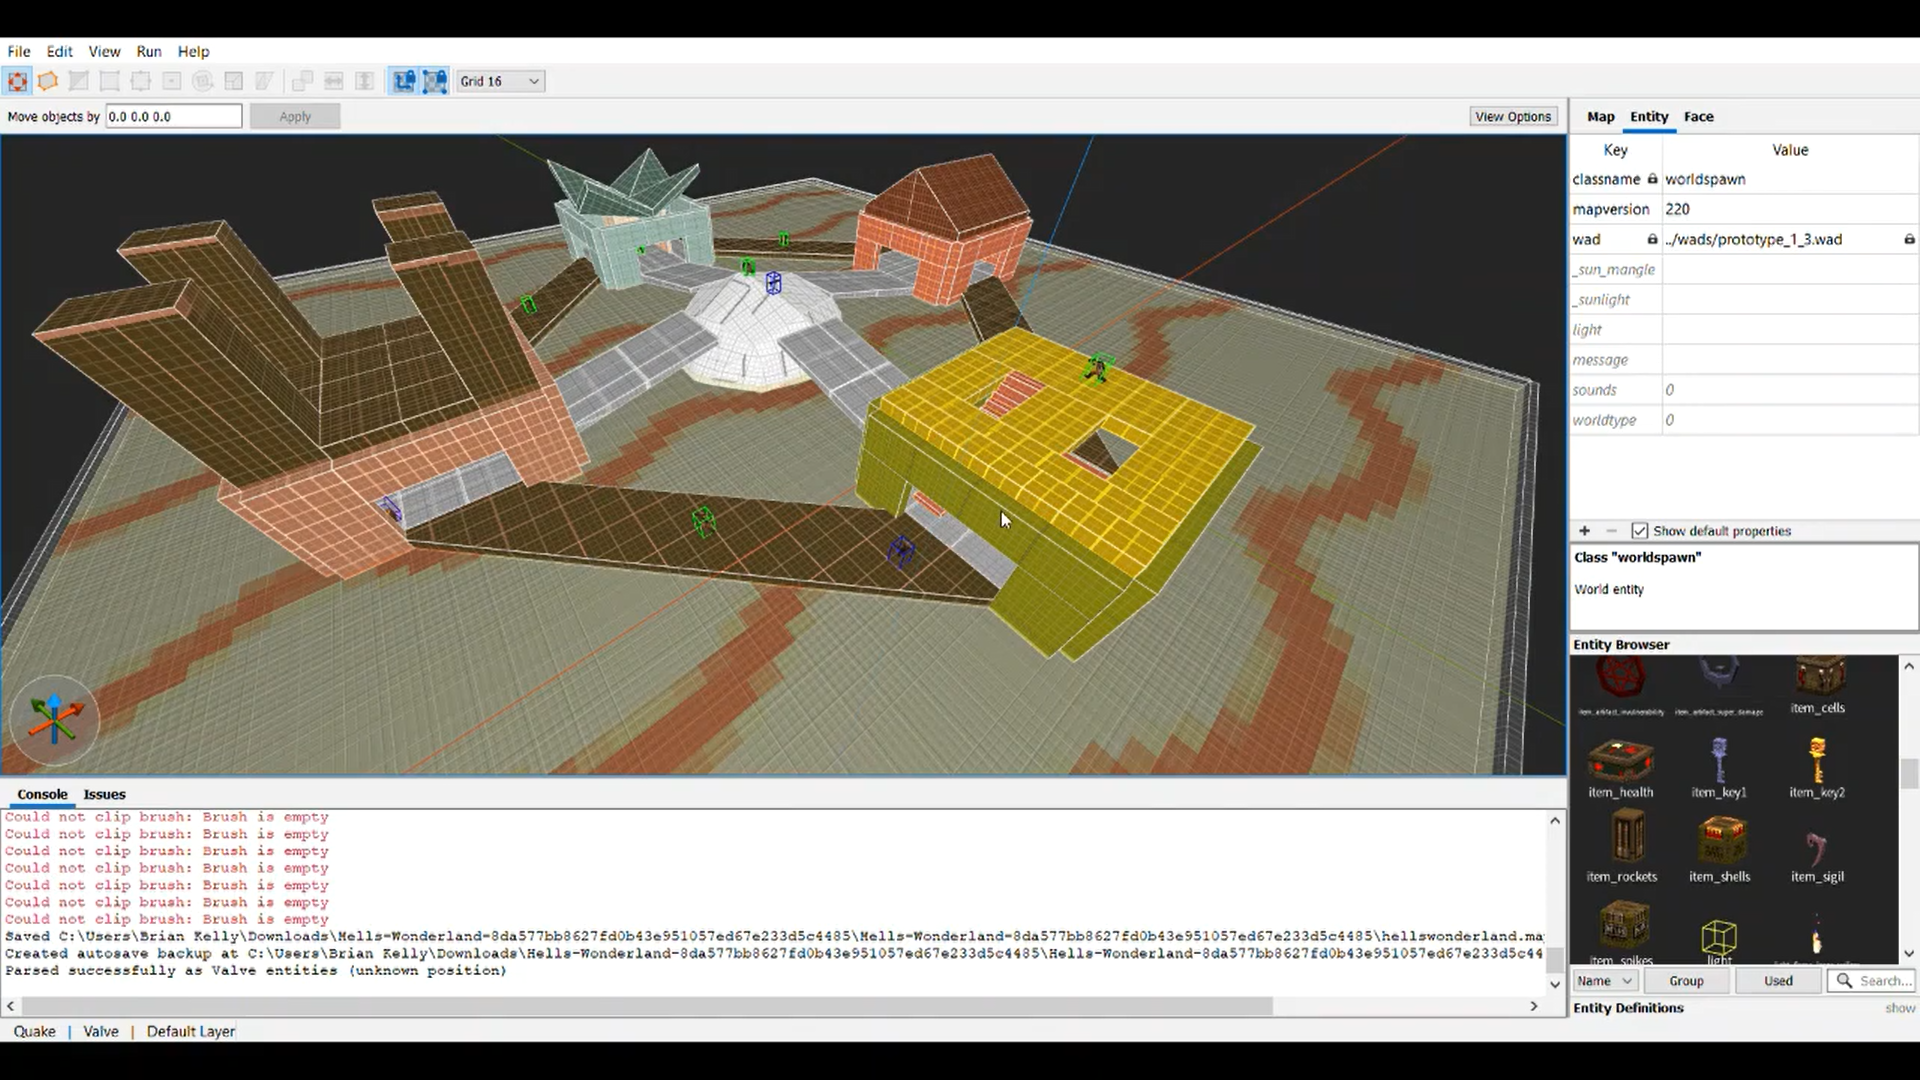 File Edit View Run Help
Grid 16
Move objects by 0.0 0.0 0.0 Apply View Options
Map Entity Face
Key Value
classname worldspawn
mapversion 220
wad ../wads/prototype_1_3.wad
_sun_mangle
_sunlight
light
message
sounds 0
worldtype 0
+ − Show default properties
Class "worldspawn"
World entity
Entity Browser
item_artifact_invulnerability item_artifact_super_damage item_cells
item_health item_key1 item_key2
item_rockets item_shells item_sigil
item_spikes light
Name Group Used Search...
Entity Definitions show
Console Issues
Could not clip brush: Brush is empty
Could not clip brush: Brush is empty
Could not clip brush: Brush is empty
Could not clip brush: Brush is empty
Could not clip brush: Brush is empty
Could not clip brush: Brush is empty
Could not clip brush: Brush is empty
Saved C:\Users\Brian Kelly\Downloads\Hells-Wonderland-8da577bb8627fd0b43e951057ed67e233d5c4485\Hells-Wonderland-8da577bb8627fd0b43e951057ed67e233d5c4485\hellswonderland.ma
Created autosave backup at C:\Users\Brian Kelly\Downloads\Hells-Wonderland-8da577bb8627fd0b43e951057ed67e233d5c4485\Hells-Wonderland-8da577bb8627fd0b43e951057ed67e233d5c44
Parsed successfully as Valve entities (unknown position)
Quake | Valve | Default Layer